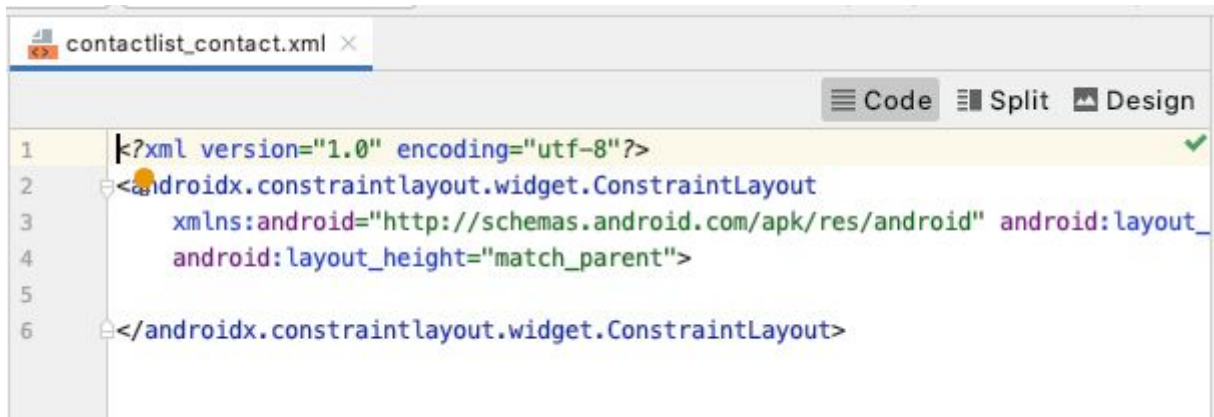 contactlist_contact.xml
Code Split Design
1 <?xml version="1.0" encoding="utf-8"?>
2 <androidx.constraintlayout.widget.ConstraintLayout
3 xmlns:android="http://schemas.android.com/apk/res/android" android:layout_
4 android:layout_height="match_parent">
5
6 </androidx.constraintlayout.widget.ConstraintLayout>